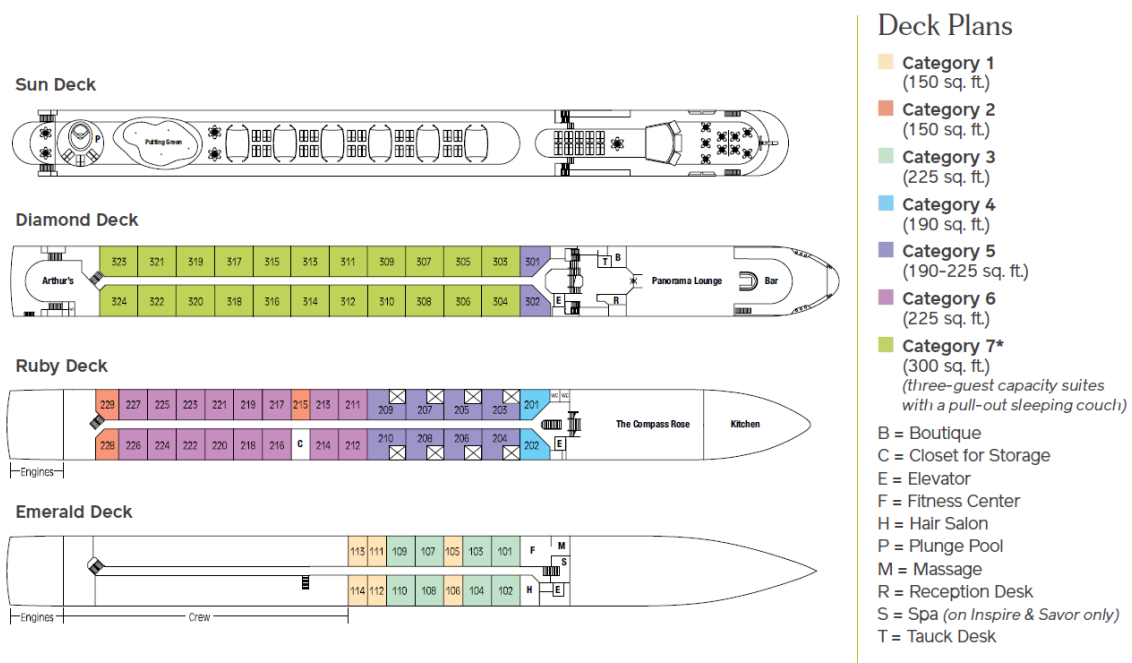 Sun Deck
P
Putting Green
Diamond Deck
323 321 319 317 315 313 311 309 307 305 303 301
T B
Arthur's
Panorama Lounge
Bar
324 322 320 318 316 314 312 310 308 306 304 302
E
R
Ruby Deck
229 227 225 223 221 219 217 215 213 211 209 207 205 203 201
WC WC
The Compass Rose
Kitchen
228 226 224 222 220 218 216 C 214 212 210 208 206 204 202
E
Engines
Emerald Deck
113 111 109 107 105 103 101 F M
S
114 112 110 108 106 104 102 H E
Engines
Crew
Deck Plans
Category 1
(150 sq. ft.)
Category 2
(150 sq. ft.)
Category 3
(225 sq. ft.)
Category 4
(190 sq. ft.)
Category 5
(190-225 sq. ft.)
Category 6
(225 sq. ft.)
Category 7*
(300 sq. ft.)
(three-guest capacity suites
with a pull-out sleeping couch)
B = Boutique
C = Closet for Storage
E = Elevator
F = Fitness Center
H = Hair Salon
P = Plunge Pool
M = Massage
R = Reception Desk
S = Spa (on Inspire & Savor only)
T = Tauck Desk